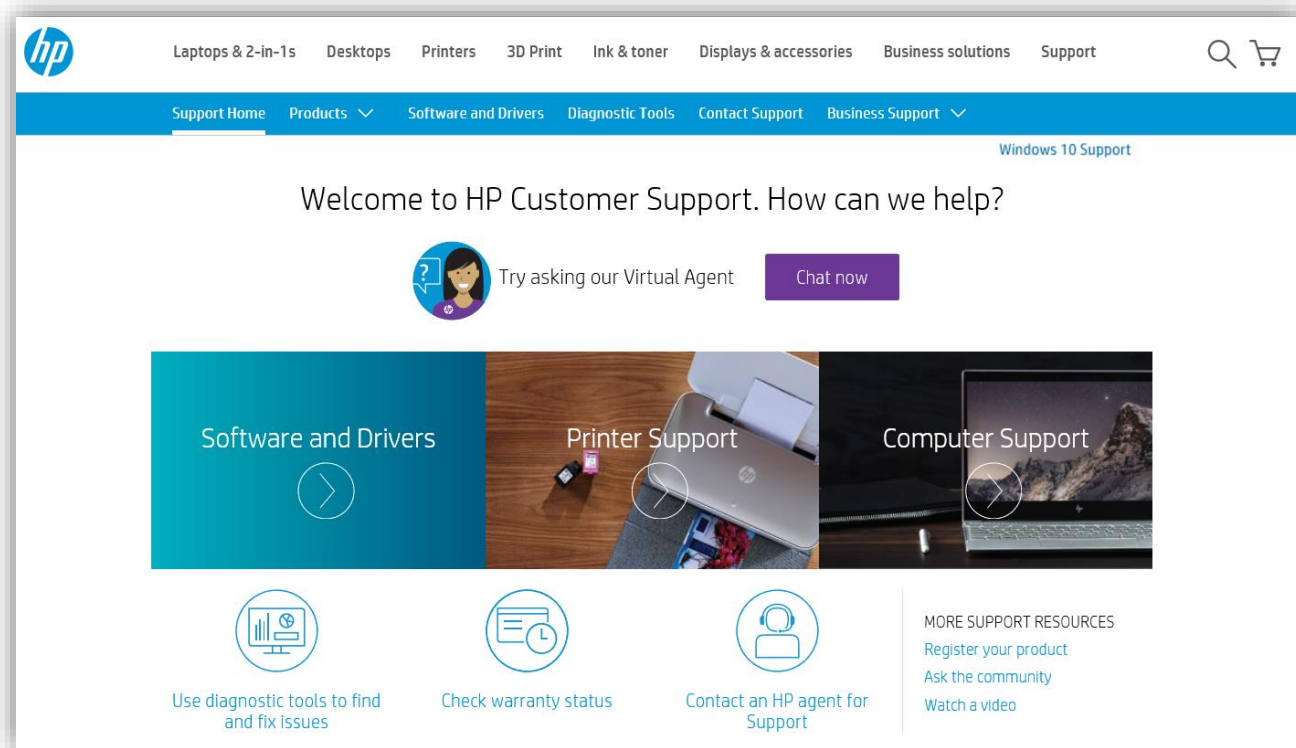 hp
Laptops & 2-in-1s Desktops Printers 3D Print Ink & toner Displays & accessories Business solutions Support
Support Home Products Software and Drivers Diagnostic Tools Contact Support Business Support
Windows 10 Support
Welcome to HP Customer Support. How can we help?
?
Try asking our Virtual Agent Chat now
hp
Software and Drivers Printer Support Computer Support
Use diagnostic tools to find
and fix issues
Check warranty status
Contact an HP agent for
Support
MORE SUPPORT RESOURCES
Register your product
Ask the community
Watch a video